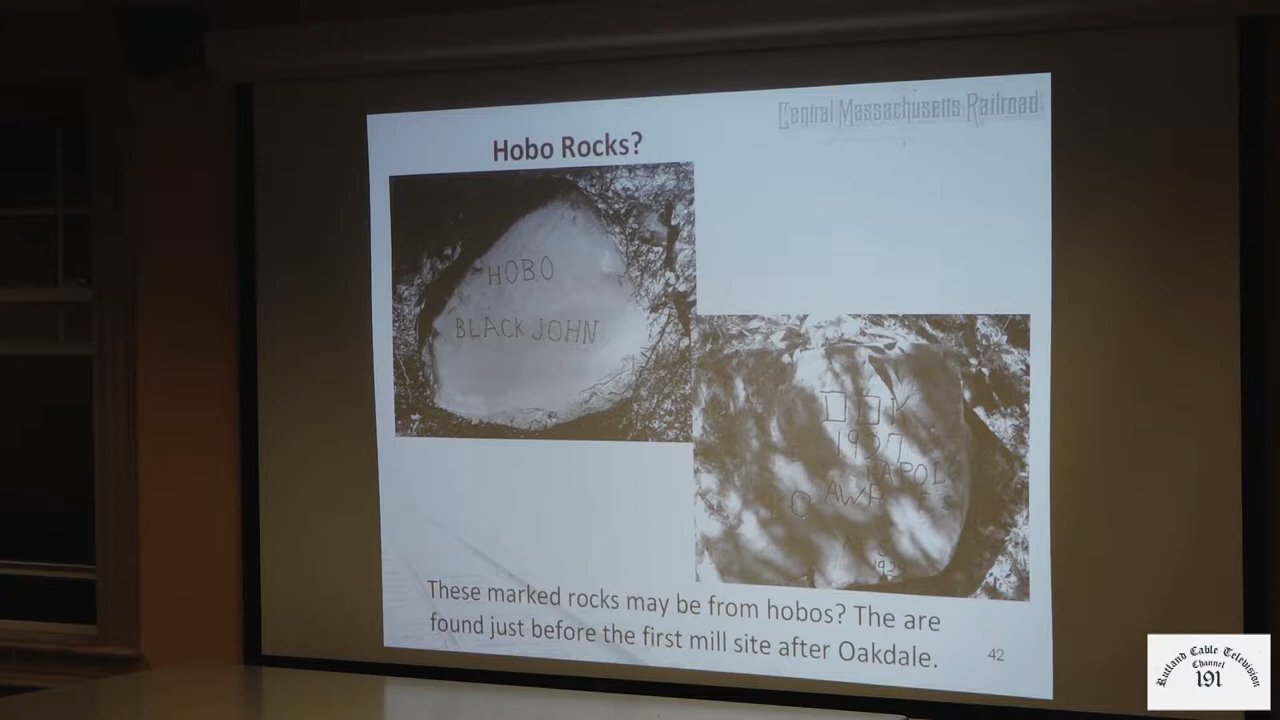 Central Massachusetts Railroad
Hobo Rocks?
HOBO
BLACK JOHN
1937
These marked rocks may be from hobos? The are
found just before the first mill site after Oakdale.
42
Rutland Cable Television
Channel
191